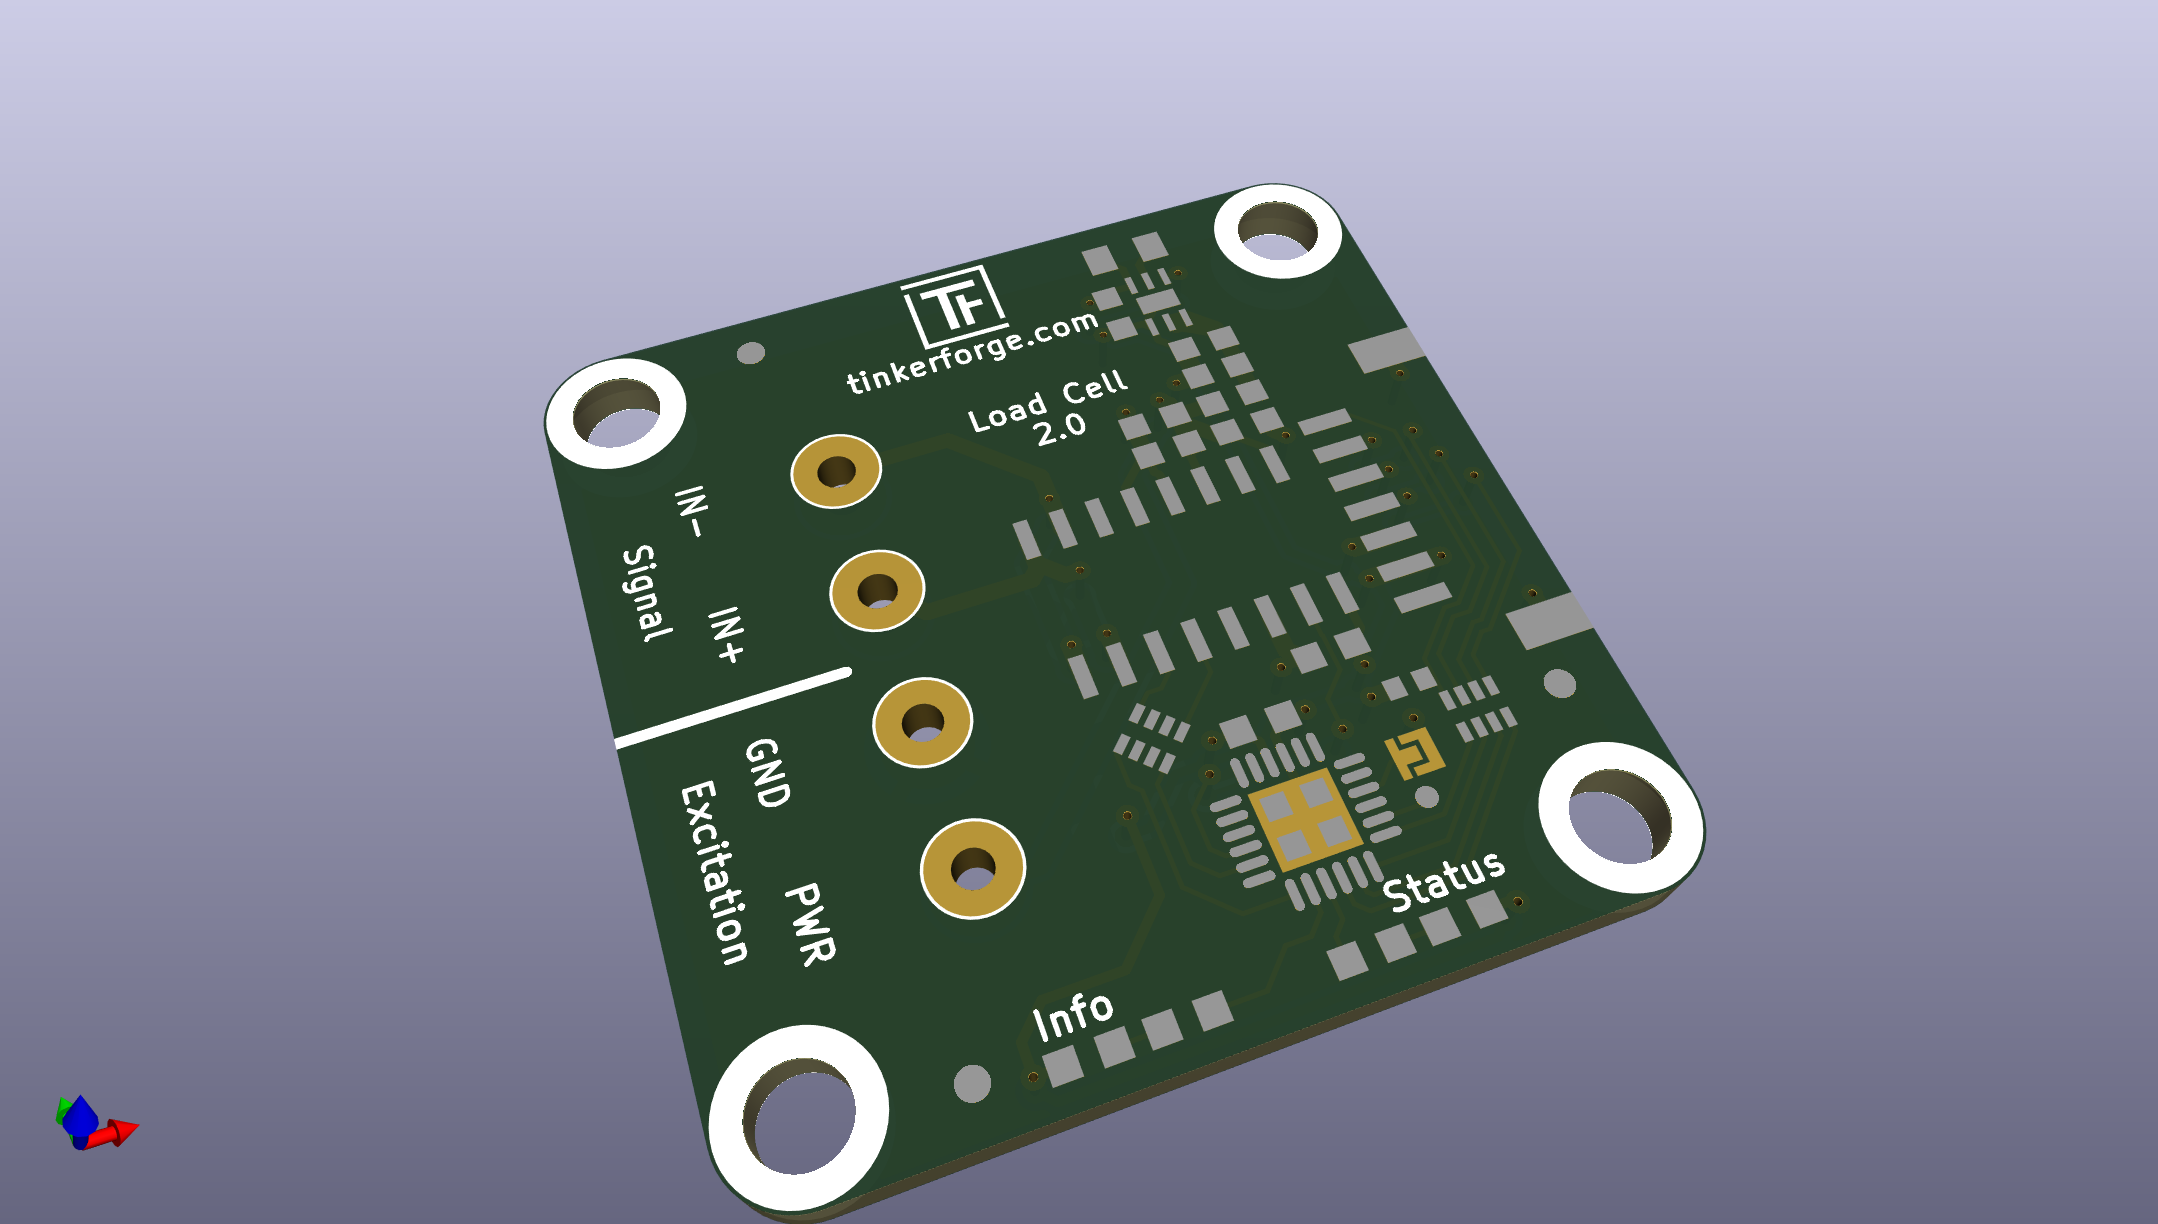 TF
tinkerforge.com
Load Cell
2.0
IN-
Signal
IN+
GND
Excitation
PWR
Status
Info